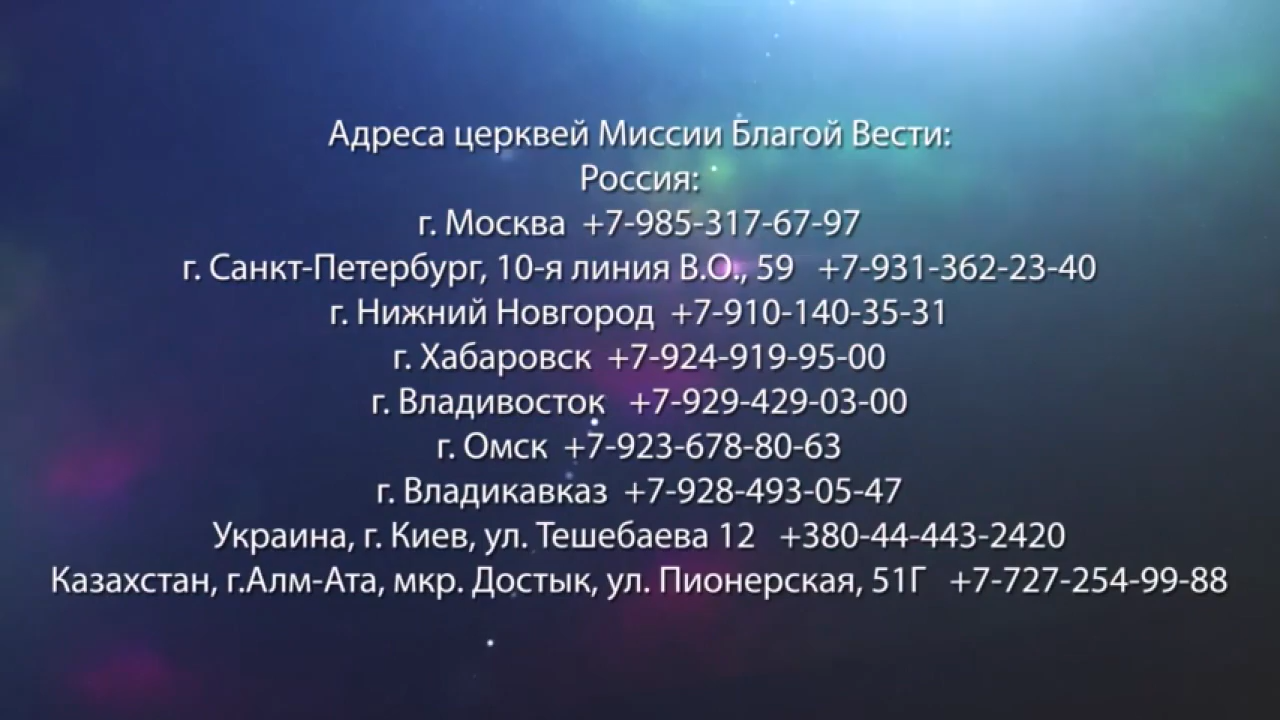 Адреса церквей Миссии Благой Вести:
Россия:
г. Москва +7-985-317-67-97
г. Санкт-Петербург, 10-я линия В.О., 59 +7-931-362-23-40
г. Нижний Новгород +7-910-140-35-31
г. Хабаровск +7-924-919-95-00
г. Владивосток +7-929-429-03-00
г. Омск +7-923-678-80-63
г. Владикавказ +7-928-493-05-47
Украина, г. Киев, ул. Тешебаева 12 +380-44-443-2420
Казахстан, г.Алм-Ата, мкр. Достык, ул. Пионерская, 51Г +7-727-254-99-88